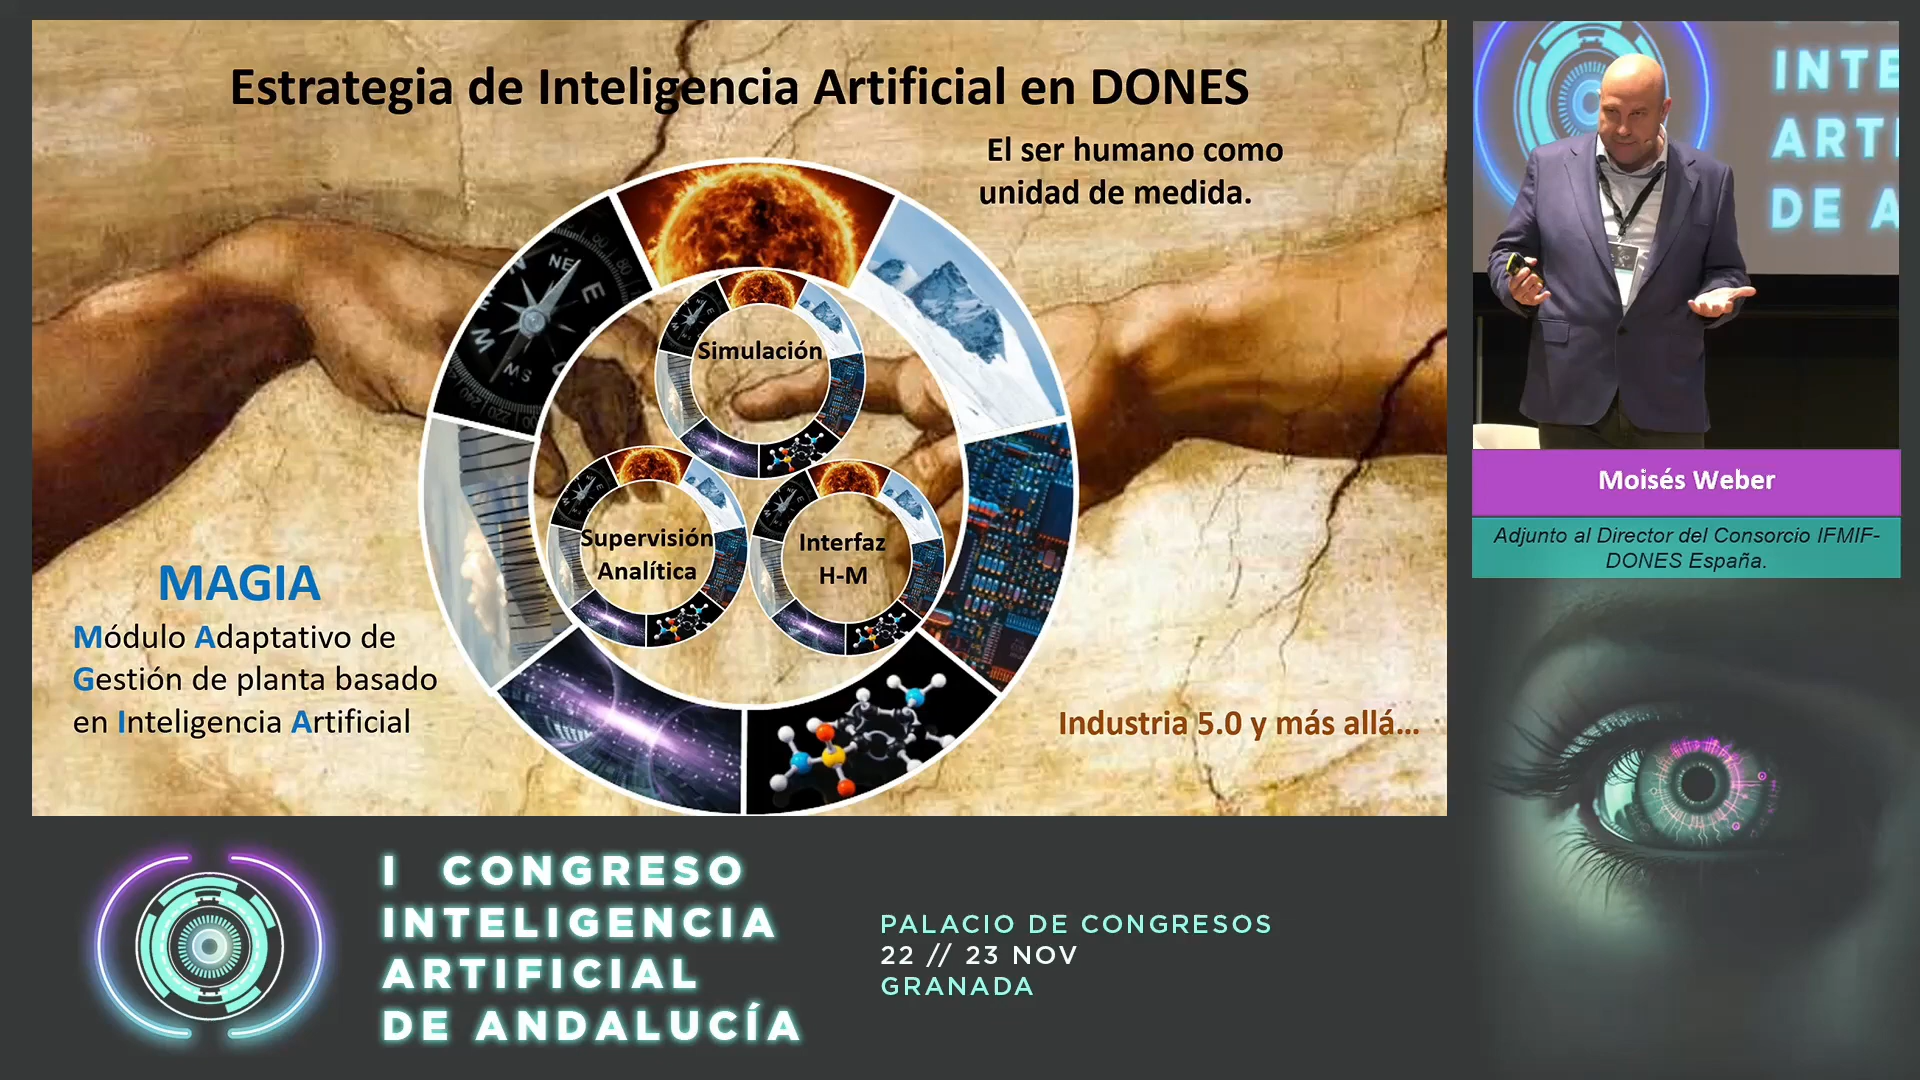 Estrategia de Inteligencia Artificial en DONES
El ser humano como
unidad de medida.
NE
E
W
SW
Simulación
Supervisión
Analítica
Interfaz
H-M
MAGIA
Módulo Adaptativo de
Gestión de planta basado
en Inteligencia Artificial
Industria 5.0 y más allá...
INTE
ARTI
DE A
Moisés Weber
Adjunto al Director del Consorcio IFMIF-
DONES España.
I CONGRESO
INTELIGENCIA
ARTIFICIAL
DE ANDALUCÍA
PALACIO DE CONGRESOS
22 // 23 NOV
GRANADA